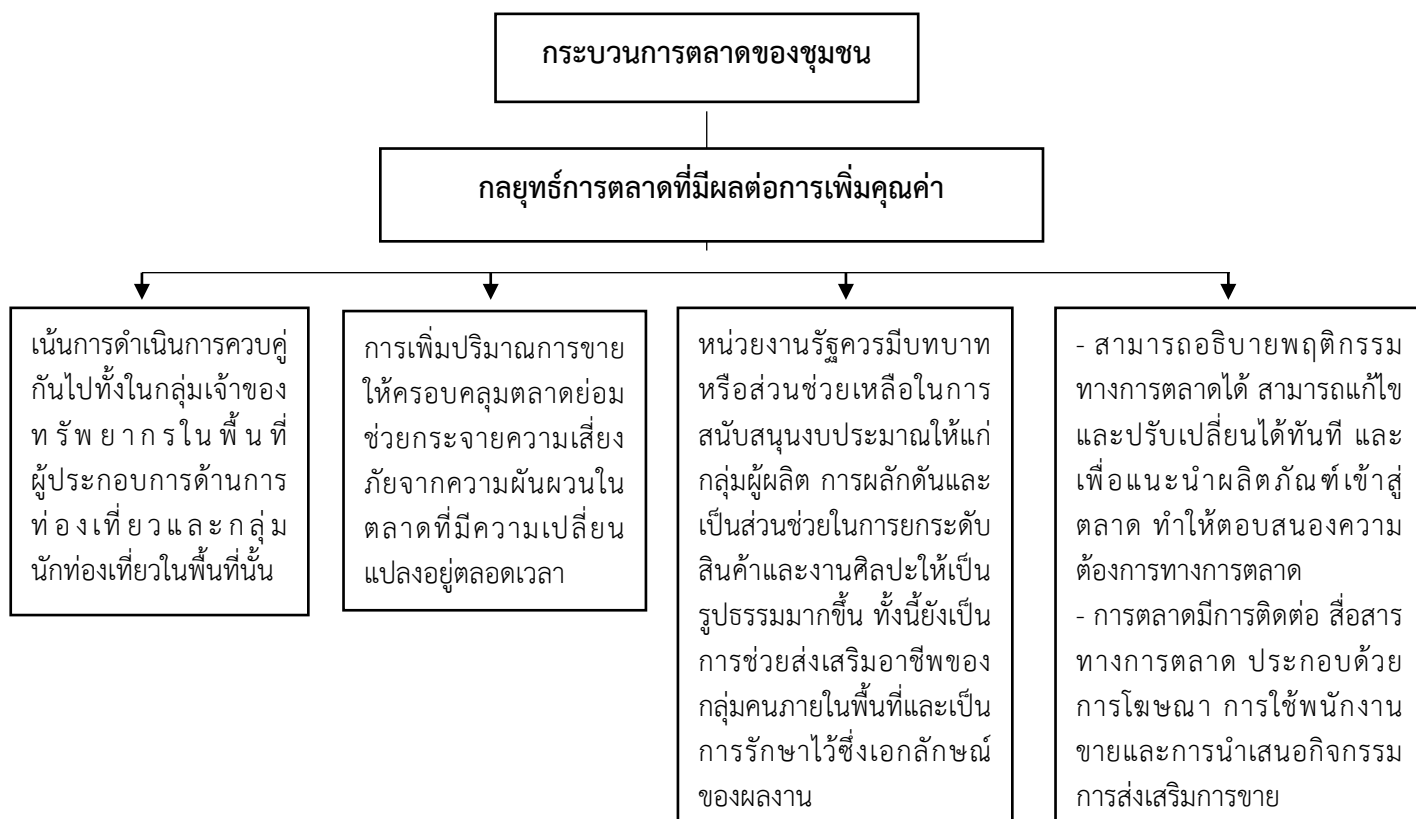 กระบวนการตลาดของชุมชน
กลยุทธ์การตลาดที่มีผลต่อการเพิ่มคุณค่า
เน้นการดำเนินการควบคู่
กันไปทั้งในกลุ่มเจ้าของ
ทรัพยากรในพื้นที่
ผู้ประกอบการด้านการ
ท่องเที่ยวและกลุ่ม
นักท่องเที่ยวในพื้นที่นั้น
การเพิ่มปริมาณการขาย
ให้ครอบคลุมตลาดย่อม
ช่วยกระจายความเสี่ยง
ภัยจากความผันผวนใน
ตลาดที่มีความเปลี่ยน
แปลงอยู่ตลอดเวลา
หน่วยงานรัฐควรมีบทบาท
หรือส่วนช่วยเหลือในการ
สนับสนุนงบประมาณให้แก่
กลุ่มผู้ผลิต การผลักดันและ
เป็นส่วนช่วยในการยกระดับ
สินค้าและงานศิลปะให้เป็น
รูปธรรมมากขึ้น ทั้งนี้ยังเป็น
การช่วยส่งเสริมอาชีพของ
กลุ่มคนภายในพื้นที่และเป็น
การรักษาไว้ซึ่งเอกลักษณ์
ของผลงาน
- สามารถอธิบายพฤติกรรม
ทางการตลาดได้ สามารถแก้ไข
และปรับเปลี่ยนได้ทันที และ
เพื่อแนะนำผลิตภัณฑ์เข้าสู่
ตลาด ทำให้ตอบสนองความ
ต้องการทางการตลาด
- การตลาดมีการติดต่อ สื่อสาร
ทางการตลาด ประกอบด้วย
การโฆษณา การใช้พนักงาน
ขายและการนำเสนอกิจกรรม
การส่งเสริมการขาย